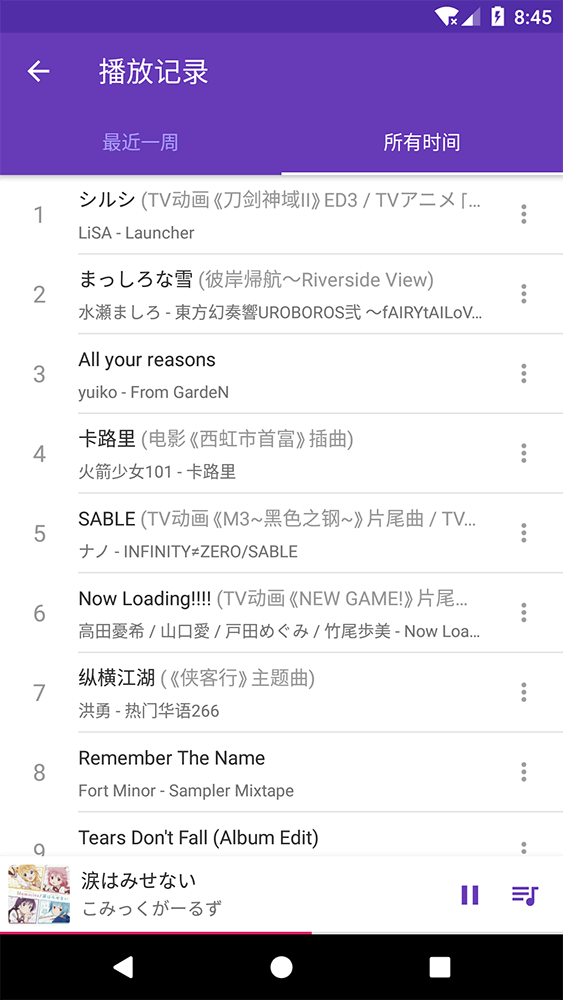 8:45
播放记录
最近一周 所有时间
1
シルシ (TV动画《刀剑神域II》ED3 / TVアニメ「…
LiSA - Launcher
2
まっしろな雪 (彼岸帰航～Riverside View)
水瀬ましろ - 東方幻奏響UROBOROS弐 ～fAIRYtAILoV…
3
All your reasons
yuiko - From GardeN
4
卡路里 (电影《西虹市首富》插曲)
火箭少女101 - 卡路里
5
SABLE (TV动画《M3~黑色之钢~》片尾曲 / TV…
ナノ - INFINITY≠ZERO/SABLE
6
Now Loading!!!! (TV动画《NEW GAME!》片尾…
高田憂希 / 山口愛 / 戸田めぐみ / 竹尾歩美 - Now Loa…
7
纵横江湖 (《侠客行》主题曲)
洪勇 - 热门华语266
8
Remember The Name
Fort Minor - Sampler Mixtape
9
Tears Don't Fall (Album Edit)
涙はみせない
こみっくがーるず